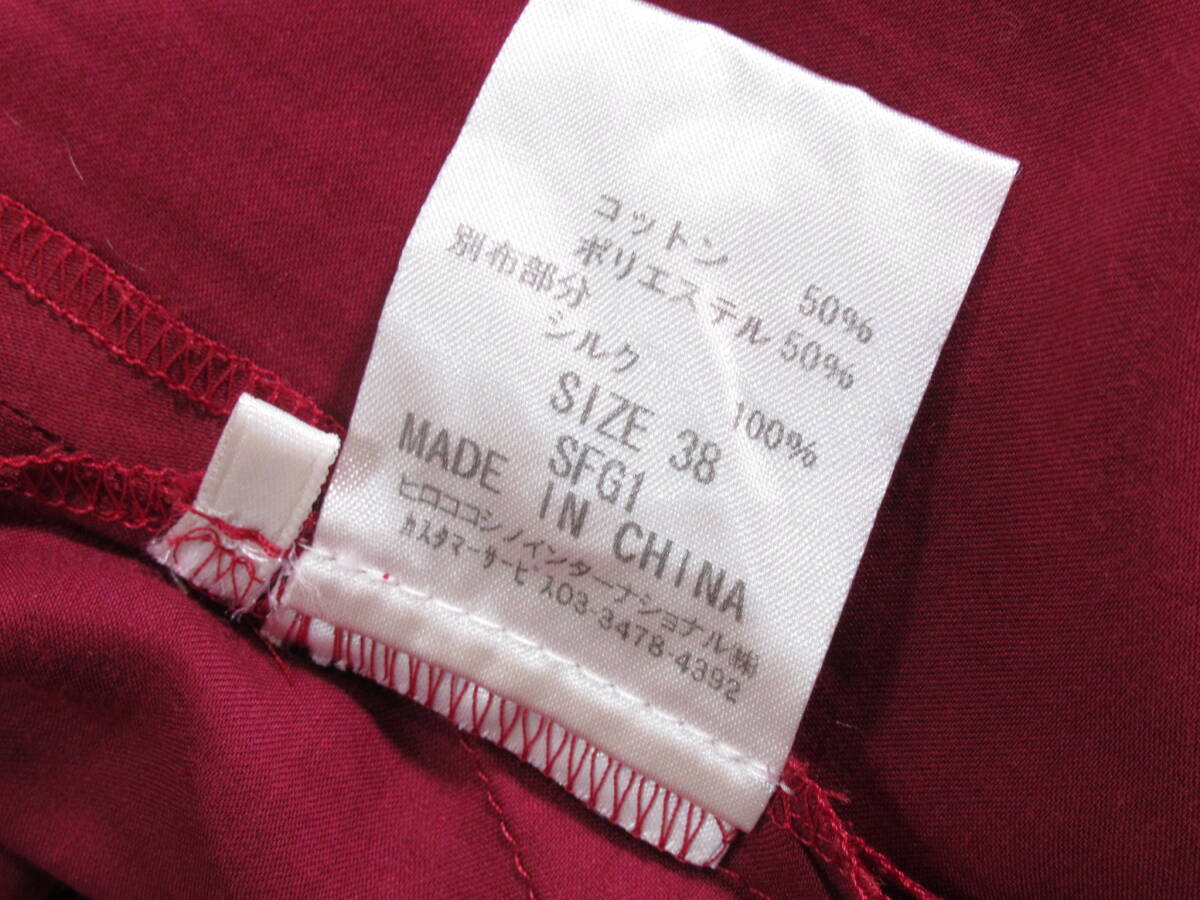 コットン 50%
ポリエステル 50%
別布部分
シルク 100%
SIZE 38
SFG1
MADE IN CHINA
ヒロココシノインターナショナル㈱
カスタマーサービス03-3478-4392